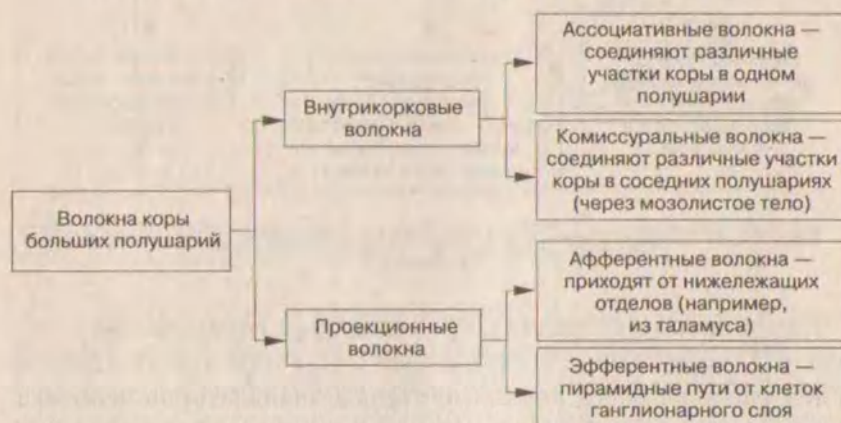 Ассоциативные волокна —
соединяют различные
участки коры в одном
полушарии
Внутрикорковые
волокна
Комиссуральные волокна —
соединяют различные участки
коры в соседних полушариях
(через мозолистое тело)
Волокна коры
больших полушарий
Афферентные волокна —
приходят от нижележащих
отделов (например,
из таламуса)
Проекционные
волокна
Эфферентные волокна —
пирамидные пути от клеток
ганглионарного слоя